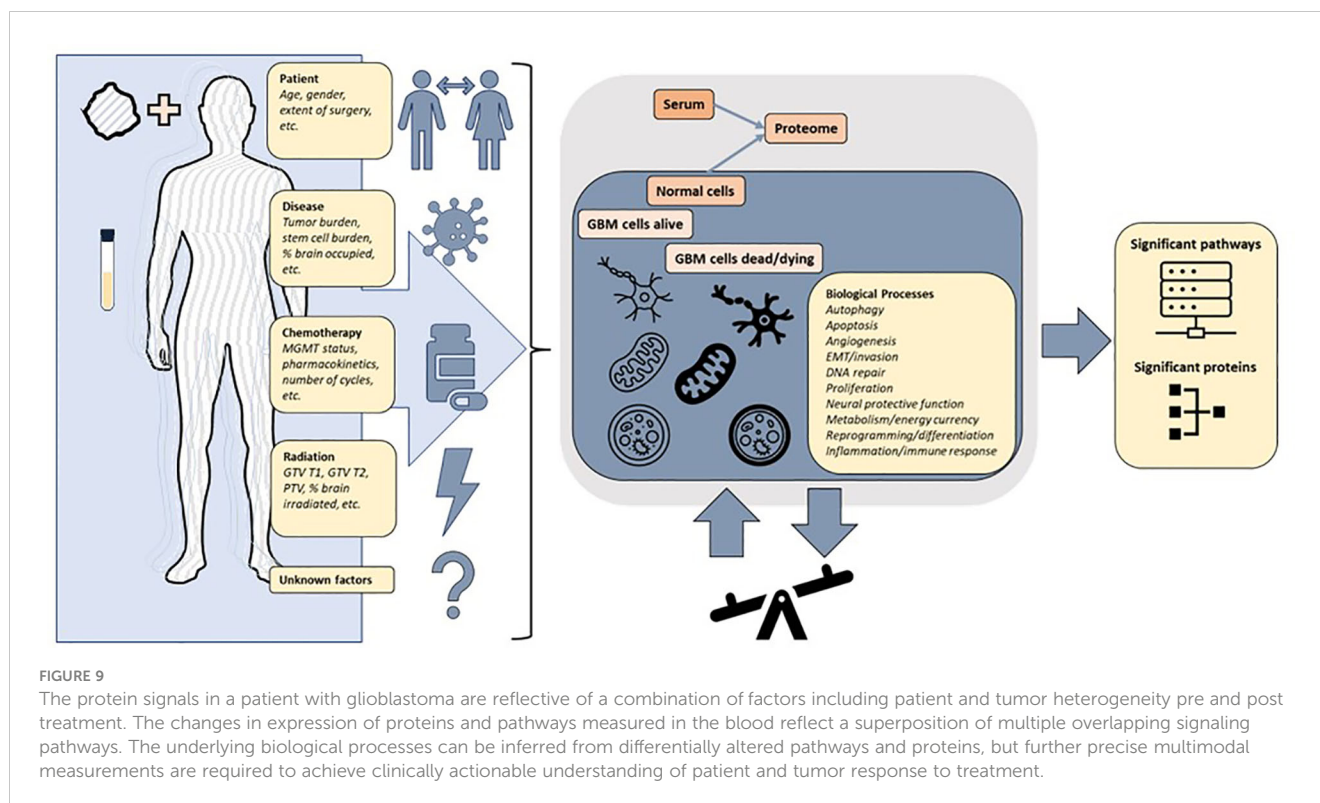 Patient
Age, gender,
extent of surgery,
etc.
Disease
Tumor burden,
stem cell burden,
% brain occupied,
etc.
Chemotherapy
MGMT status,
pharmacokinetics,
number of cycles,
etc.
Radiation
GTV T1, GTV T2,
PTV, % brain
irradiated, etc.
Unknown factors
?
Serum
Proteome
Normal cells
GBM cells alive
GBM cells dead/dying
Biological Processes
Autophagy
Apoptosis
Angiogenesis
EMT/invasion
DNA repair
Proliferation
Neural protective function
Metabolism/energy currency
Reprogramming/differentiation
Inflammation/immune response
Significant pathways
Significant proteins
FIGURE 9
The protein signals in a patient with glioblastoma are reflective of a combination of factors including patient and tumor heterogeneity pre and post
treatment. The changes in expression of proteins and pathways measured in the blood reflect a superposition of multiple overlapping signaling
pathways. The underlying biological processes can be inferred from differentially altered pathways and proteins, but further precise multimodal
measurements are required to achieve clinically actionable understanding of patient and tumor response to treatment.